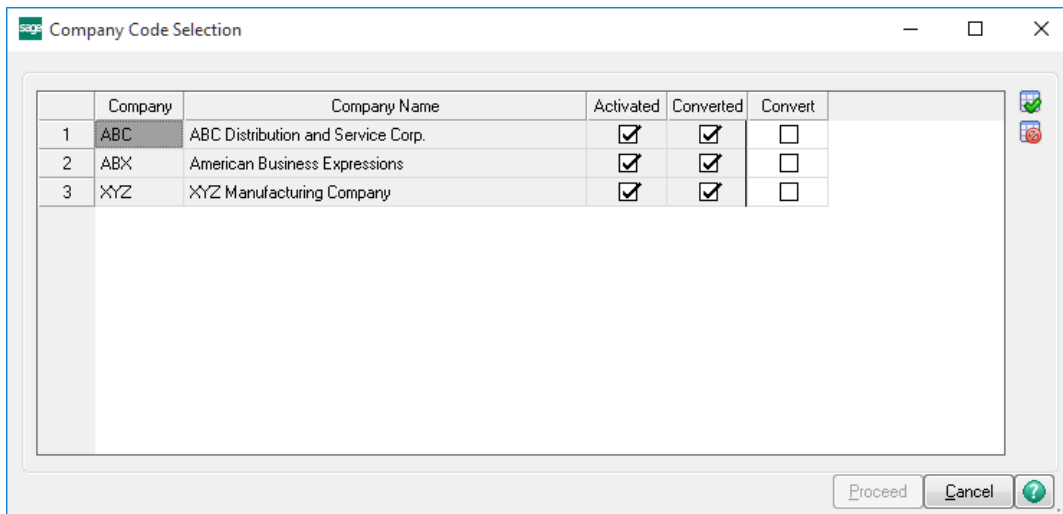 sage Company Code Selection
Company Company Name Activated Converted Convert
1 ABC ABC Distribution and Service Corp.
2 ABX American Business Expressions
3 XYZ XYZ Manufacturing Company
Proceed Cancel ?